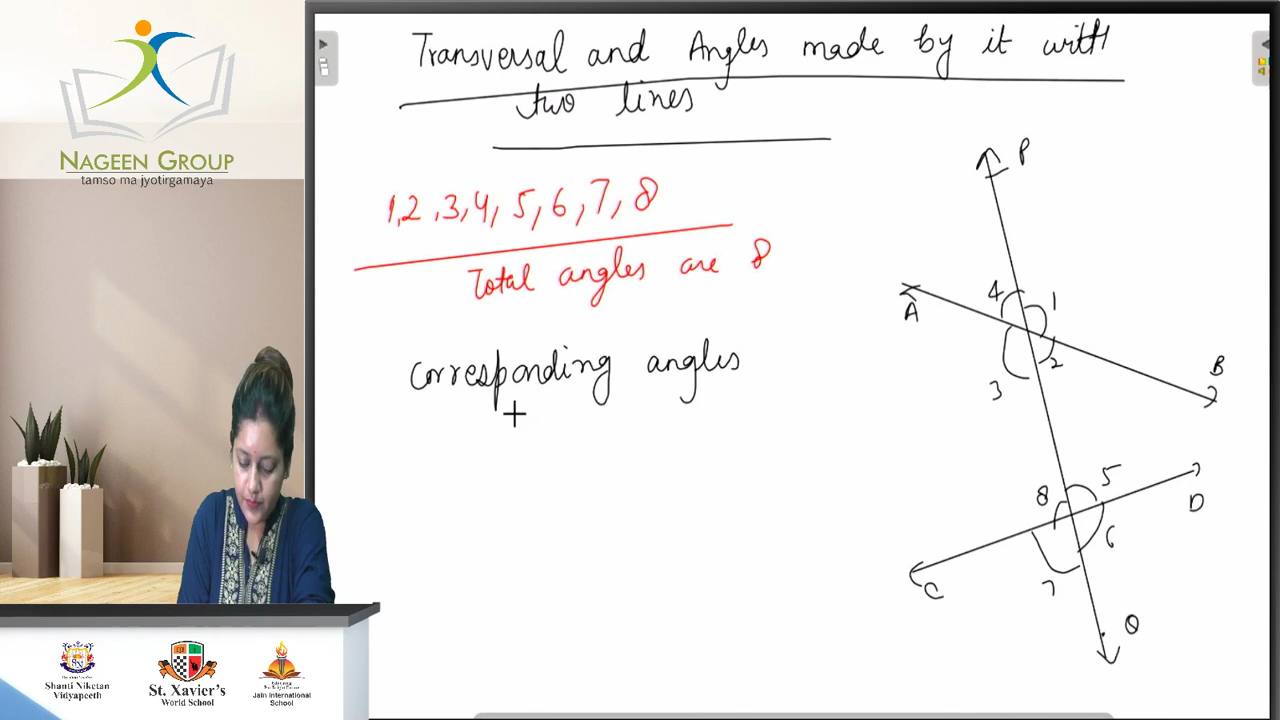 NAGEEN GROUP
tamso ma jyotirgamaya
Transversal and Angles made by it with
two lines
1,2,3,4, 5, 6, 7, 8
Total angles are 8
corresponding angles
P
4
1
A
2
3
B
8
5
D
6
7
C
Q
Shanti Niketan
Vidyapeeth
St. Xavier's
World School
Jain International
School